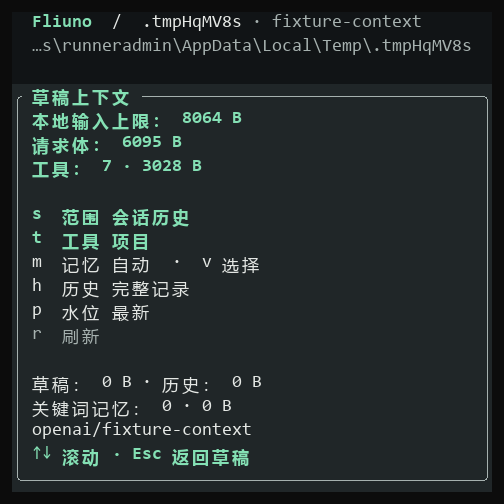 Fliuno / .tmpHqMV8s · fixture-context
…s\runneradmin\AppData\Local\Temp\.tmpHqMV8s
草稿上下文
本地输入上限: 8064 B
请求体: 6095 B
工具: 7 · 3028 B
s 范围 会话历史
t 工具 项目
m 记忆 自动 · v 选择
h 历史 完整记录
p 水位 最新
r 刷新
草稿: 0 B · 历史: 0 B
关键词记忆: 0 · 0 B
openai/fixture-context
↑↓ 滚动 · Esc 返回草稿